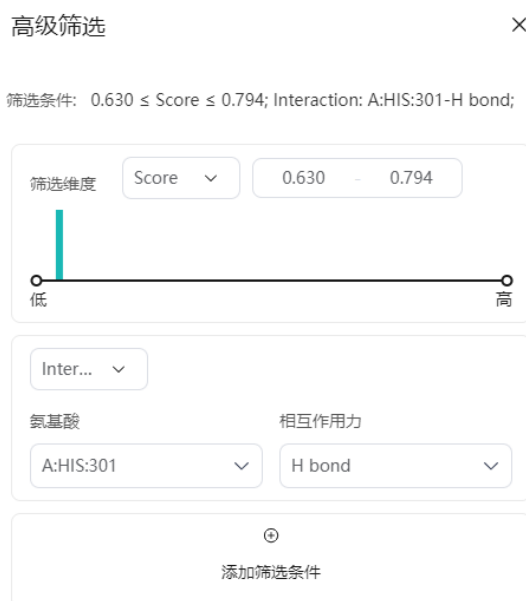 高级筛选
筛选条件: 0.630 ≤ Score ≤ 0.794; Interaction: A:HIS:301-H bond;
筛选维度 Score 0.630 - 0.794
低 高
Inter...
氨基酸 相互作用力
A:HIS:301 H bond
添加筛选条件